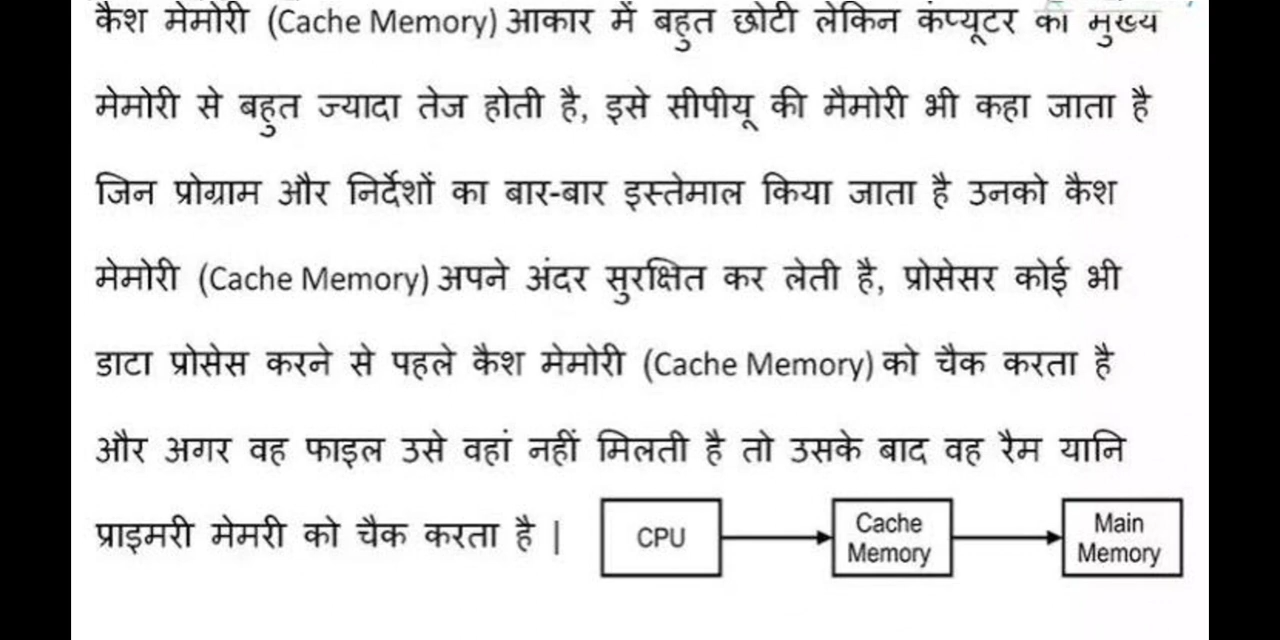 कैश मेमोरी (Cache Memory) आकार में बहुत छोटी लेकिन कंप्यूटर की मुख्य
मेमोरी से बहुत ज्यादा तेज होती है, इसे सीपीयू की मैमोरी भी कहा जाता है
जिन प्रोग्राम और निर्देशों का बार-बार इस्तेमाल किया जाता है उनको कैश
मेमोरी (Cache Memory) अपने अंदर सुरक्षित कर लेती है, प्रोसेसर कोई भी
डाटा प्रोसेस करने से पहले कैश मेमोरी (Cache Memory) को चैक करता है
और अगर वह फाइल उसे वहां नहीं मिलती है तो उसके बाद वह रैम यानि
प्राइमरी मेमरी को चैक करता है |
CPU
Cache
Memory
Main
Memory